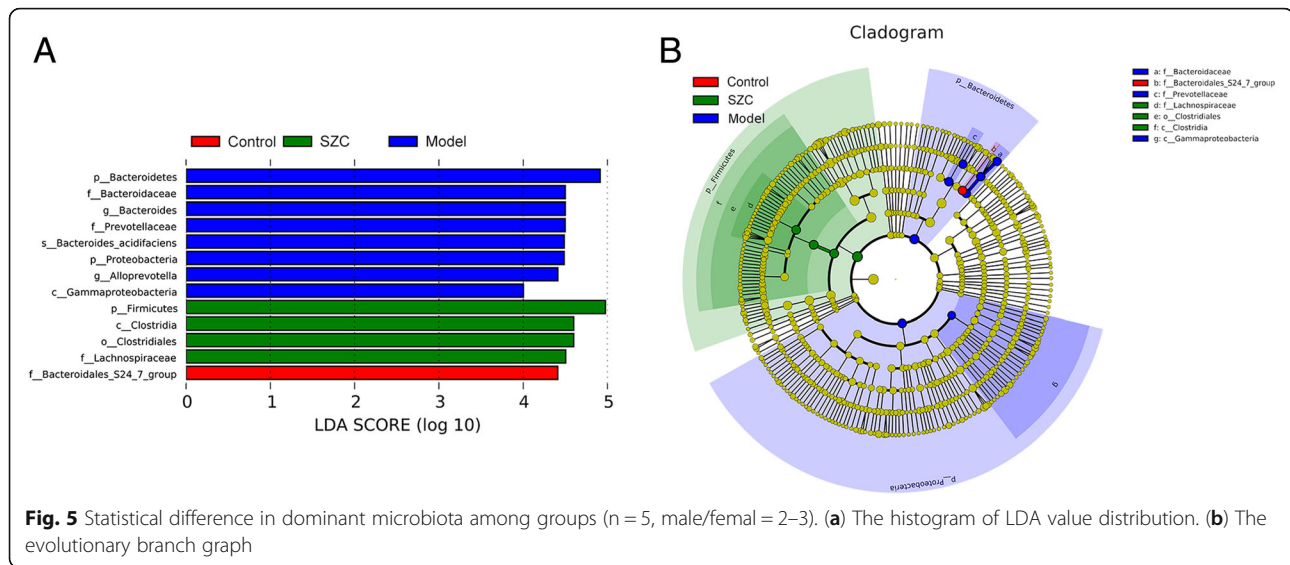 A
Control SZC Model
p__Bacteroidetes
f__Bacteroidaceae
g__Bacteroides
f__Prevotellaceae
s__Bacteroides_acidifaciens
p__Proteobacteria
g__Alloprevotella
c__Gammaproteobacteria
p__Firmicutes
c__Clostridia
o__Clostridiales
f__Lachnospiraceae
f__Bacteroidales_S24_7_group
0 1 2 3 4 5
LDA SCORE (log 10)
B
Cladogram
Control
SZC
Model
p__Bacteroidetes
c
b
a
p__Firmicutes
f
e
d
g
p__Proteobacteria
a: f__Bacteroidaceae
b: f__Bacteroidales_S24_7_group
c: f__Prevotellaceae
d: f__Lachnospiraceae
e: o__Clostridiales
f: c__Clostridia
g: c__Gammaproteobacteria
Fig. 5 Statistical difference in dominant microbiota among groups (n = 5, male/femal = 2–3). (a) The histogram of LDA value distribution. (b) The
evolutionary branch graph